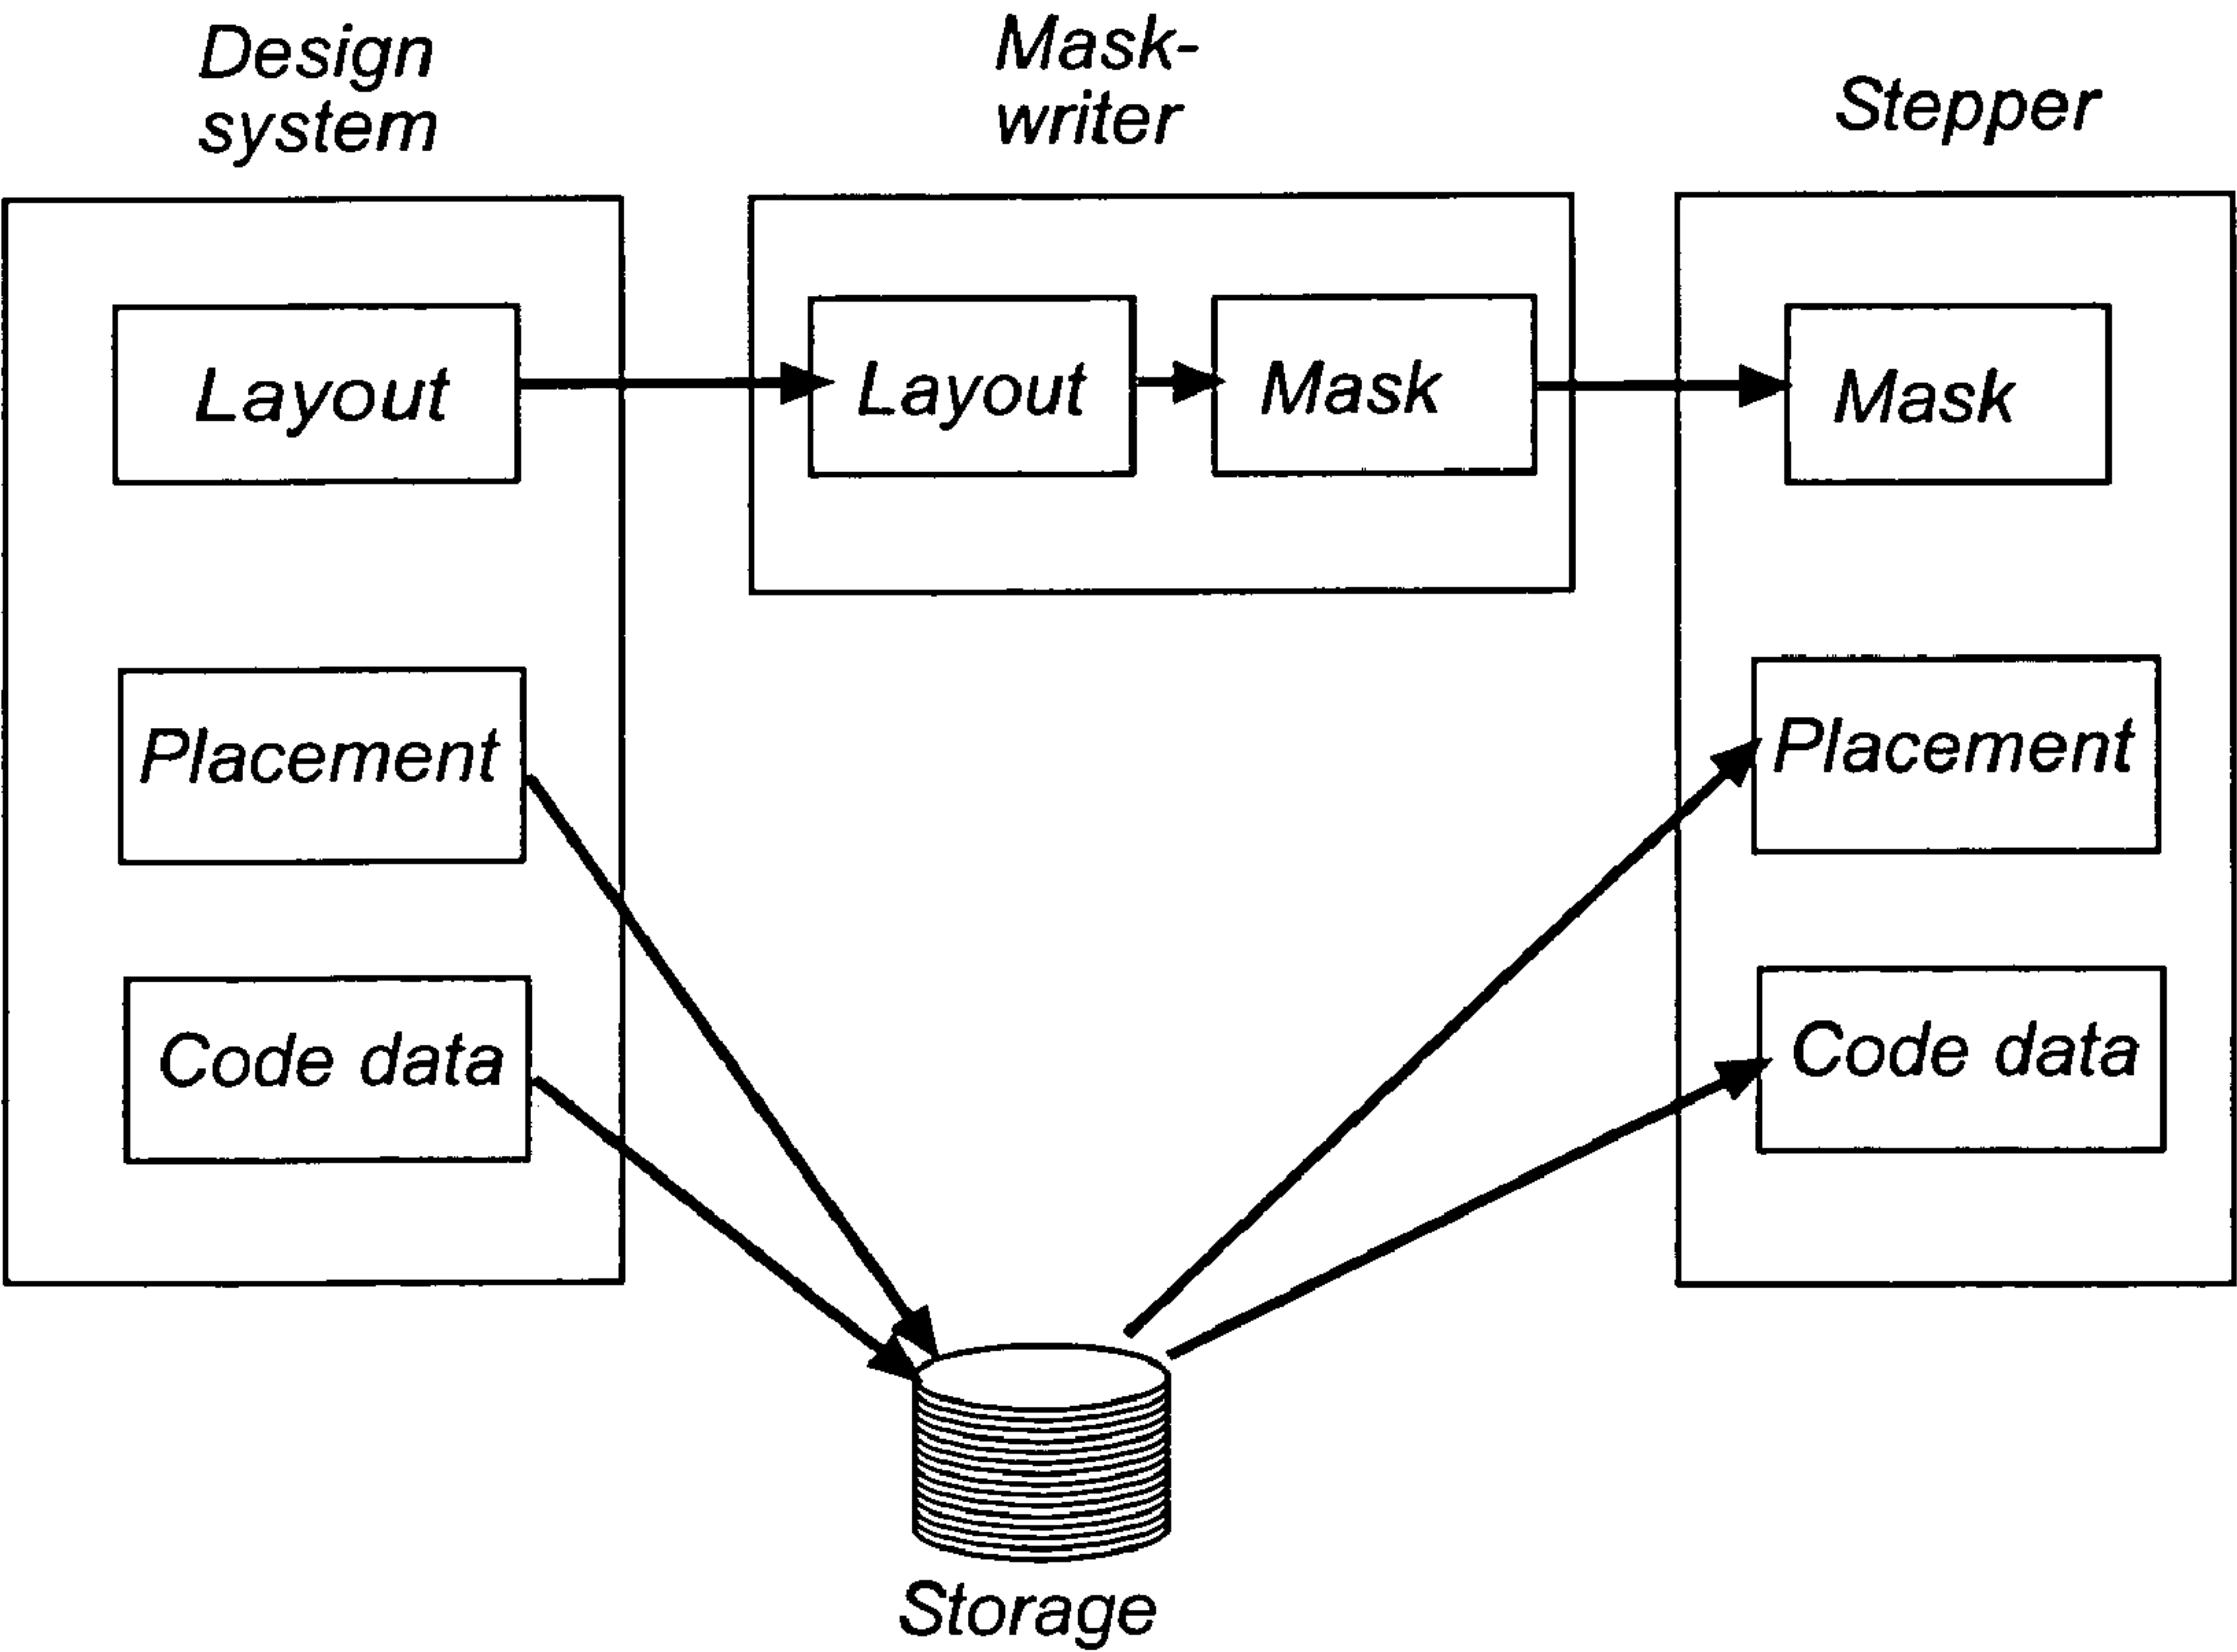 Design
system
Mask-
writer
Stepper
Layout
Layout
Mask
Mask
Placement
Placement
Code data
Code data
Storage